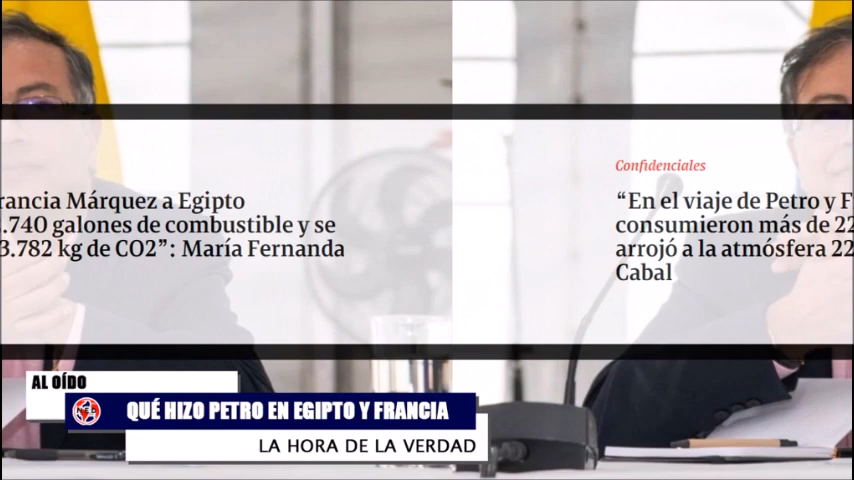 rancia Márquez a Egipto
.740 galones de combustible y se
3.782 kg de CO2”: María Fernanda
Confidenciales
“En el viaje de Petro y F
consumieron más de 22
arrojó a la atmósfera 22
Cabal
AL OÍDO
QUÉ HIZO PETRO EN EGIPTO Y FRANCIA
LA HORA DE LA VERDAD